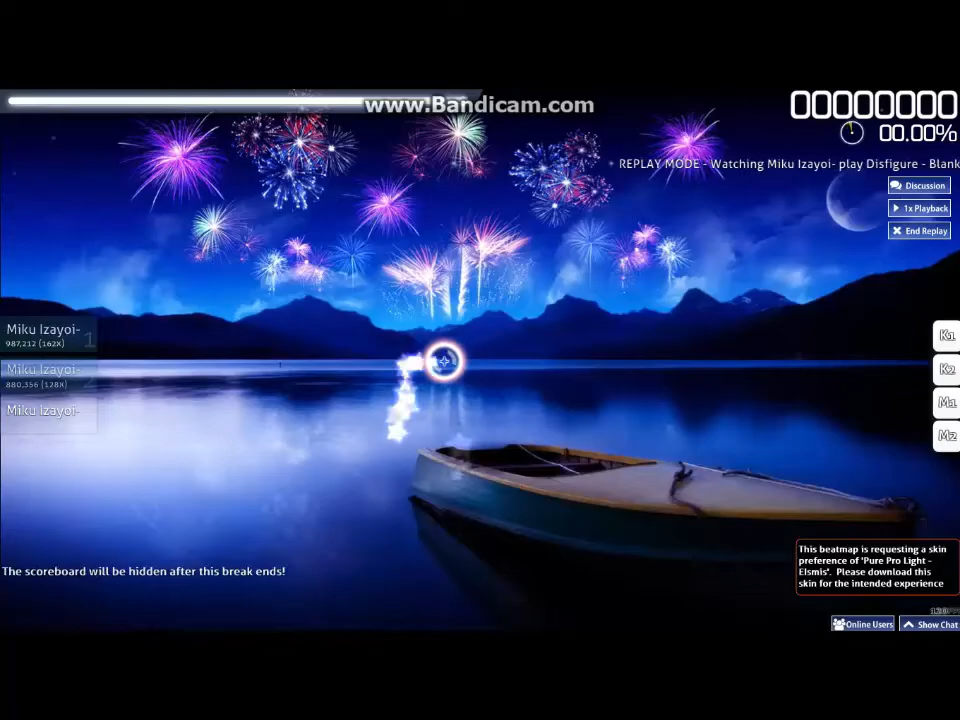 www.Bandicam.com
00000000
00.00%
REPLAY MODE - Watching Miku Izayoi- play Disfigure - Blank
Discussion
1x Playback
End Replay
Miku Izayoi-
987,212 (162x)
1
Miku Izayoi-
880,356 (128x)
2
Miku Izayoi-
K1
K2
M1
M2
This beatmap is requesting a skin
preference of 'Pure Pro Light -
Elsmis'. Please download this
skin for the intended experience
The scoreboard will be hidden after this break ends!
Online Users
Show Chat